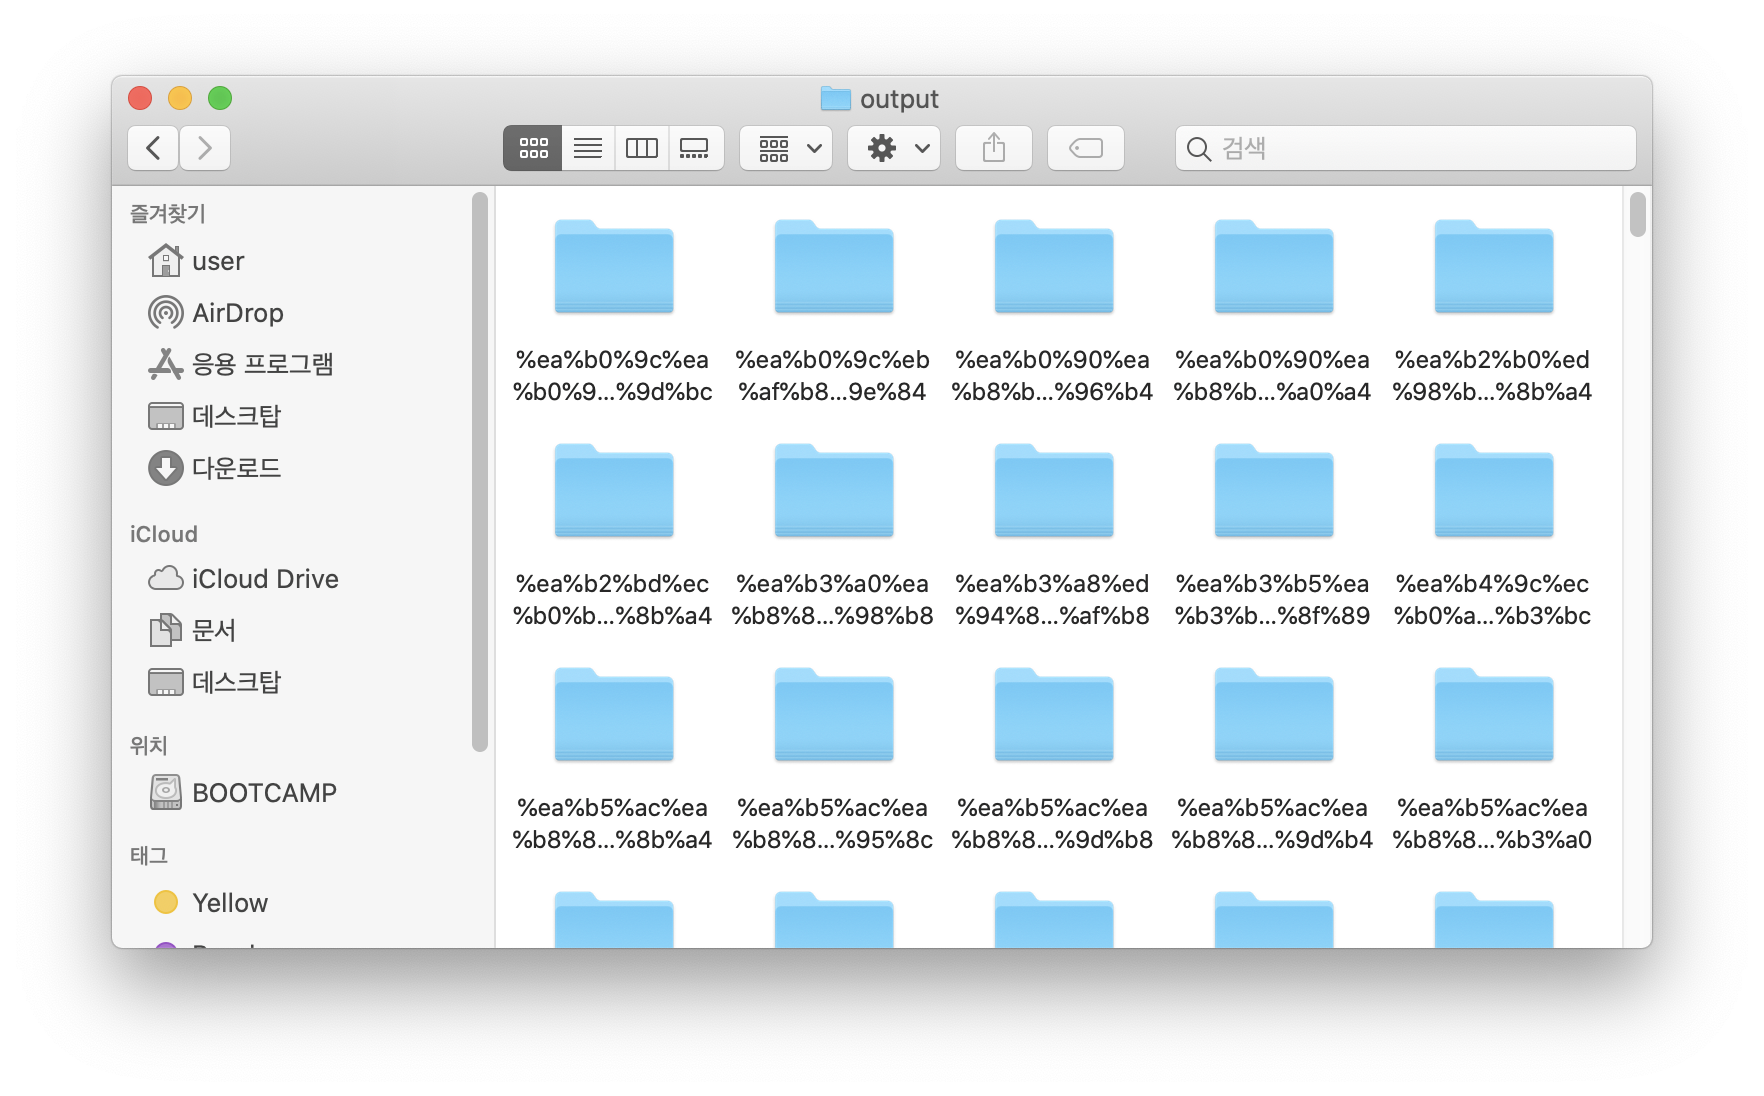 output
검색
즐겨찾기
user
AirDrop
응용 프로그램
데스크탑
다운로드
iCloud
iCloud Drive
문서
데스크탑
위치
BOOTCAMP
태그
Yellow
%ea%b0%9c%ea
%b0%9...%9d%bc
%ea%b0%9c%eb
%af%b8...9e%84
%ea%b0%90%ea
%b8%b...%96%b4
%ea%b0%90%ea
%b8%b...%a0%a4
%ea%b2%b0%ed
%98%b...%8b%a4
%ea%b2%bd%ec
%b0%b...%8b%a4
%ea%b3%a0%ea
%b8%8...%98%b8
%ea%b3%a8%ed
%94%8...%af%b8
%ea%b3%b5%ea
%b3%b...%8f%89
%ea%b4%9c%ec
%b0%a...%b3%bc
%ea%b5%ac%ea
%b8%8...%8b%a4
%ea%b5%ac%ea
%b8%8...%95%8c
%ea%b5%ac%ea
%b8%8...%9d%b8
%ea%b5%ac%ea
%b8%8...%9d%b4
%ea%b5%ac%ea
%b8%8...%b3%a0